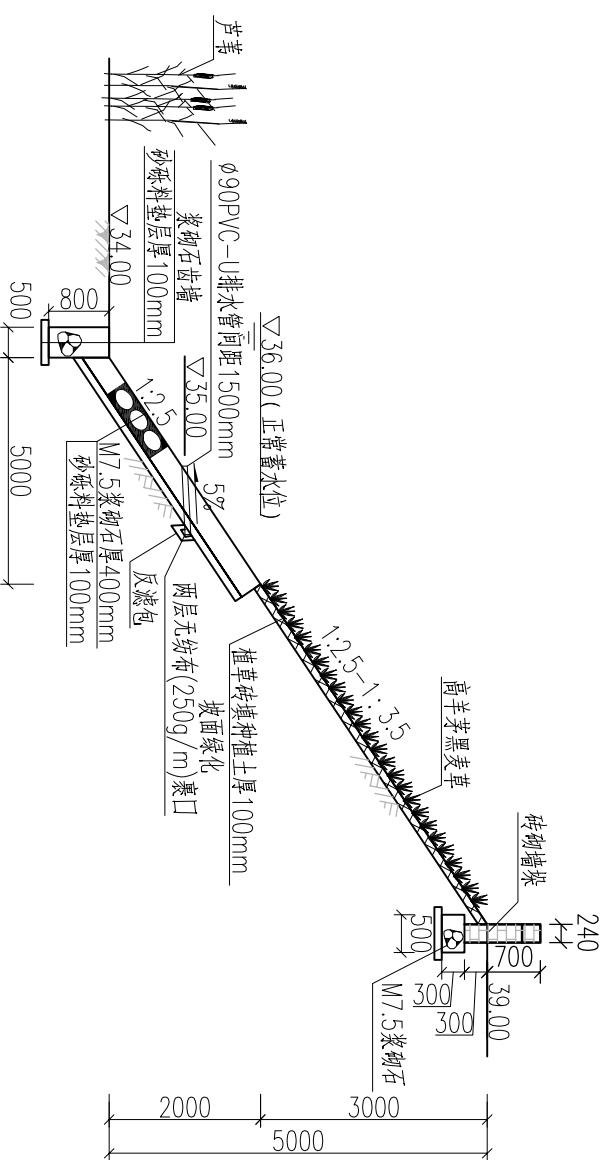 芦苇
砂砾料垫层厚100mm
浆砌石齿墙
ø90PVC-U排水管间距1500mm
▽36.00(正常蓄水位)
▽34.00
▽35.00
800
500
5000
1:2.5
5%
M7.5浆砌石厚400mm
砂砾料垫层厚100mm
反滤包
两层无纺布(250g/m)裹口
坡面绿化
植草砖填种植土厚100mm
1:2.5-1:3.5
高羊茅黑麦草
砖砌墙垛
240
700
500
300
300
39.00
M7.5浆砌石
2000
3000
5000